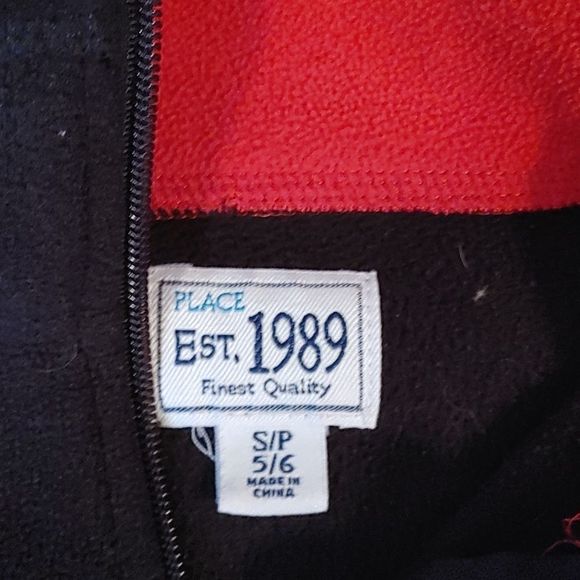 PLACE
EST. 1989
Finest Quality
S/P
5/6
MADE IN
CHINA